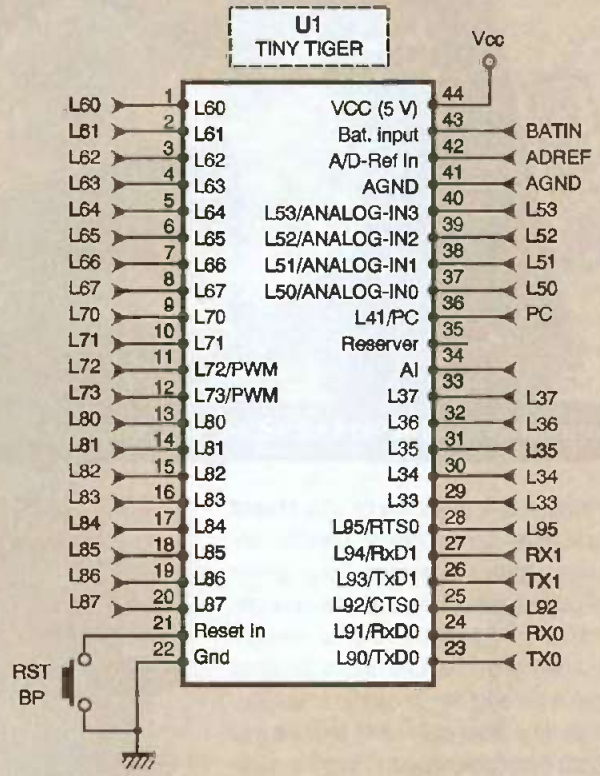 U1
TINY TIGER
Vcc
L60 1 L60 VCC (5 V) 44
L61 2 L61 Bat. input 43 BATIN
L62 3 L62 A/D-Ref In 42 ADREF
L63 4 L63 AGND 41 AGND
L64 5 L64 L53/ANALOG-IN3 40 L53
L65 6 L65 L52/ANALOG-IN2 39 L52
L66 7 L66 L51/ANALOG-IN1 38 L51
L67 8 L67 L50/ANALOG-IN0 37 L50
L70 9 L70 L41/PC 36 PC
L71 10 L71 Reserver 35
L72 11 L72/PWM AI 34
L73 12 L73/PWM L37 33 L37
L80 13 L80 L36 32 L36
L81 14 L81 L35 31 L35
L82 15 L82 L34 30 L34
L83 16 L83 L33 29 L33
L84 17 L84 L95/RTS0 28 L95
L85 18 L85 L94/RxD1 27 RX1
L86 19 L86 L93/TxD1 26 TX1
L87 20 L87 L92/CTS0 25 L92
21 Reset In L91/RxD0 24 RX0
22 Gnd L90/TxD0 23 TX0
RST
BP